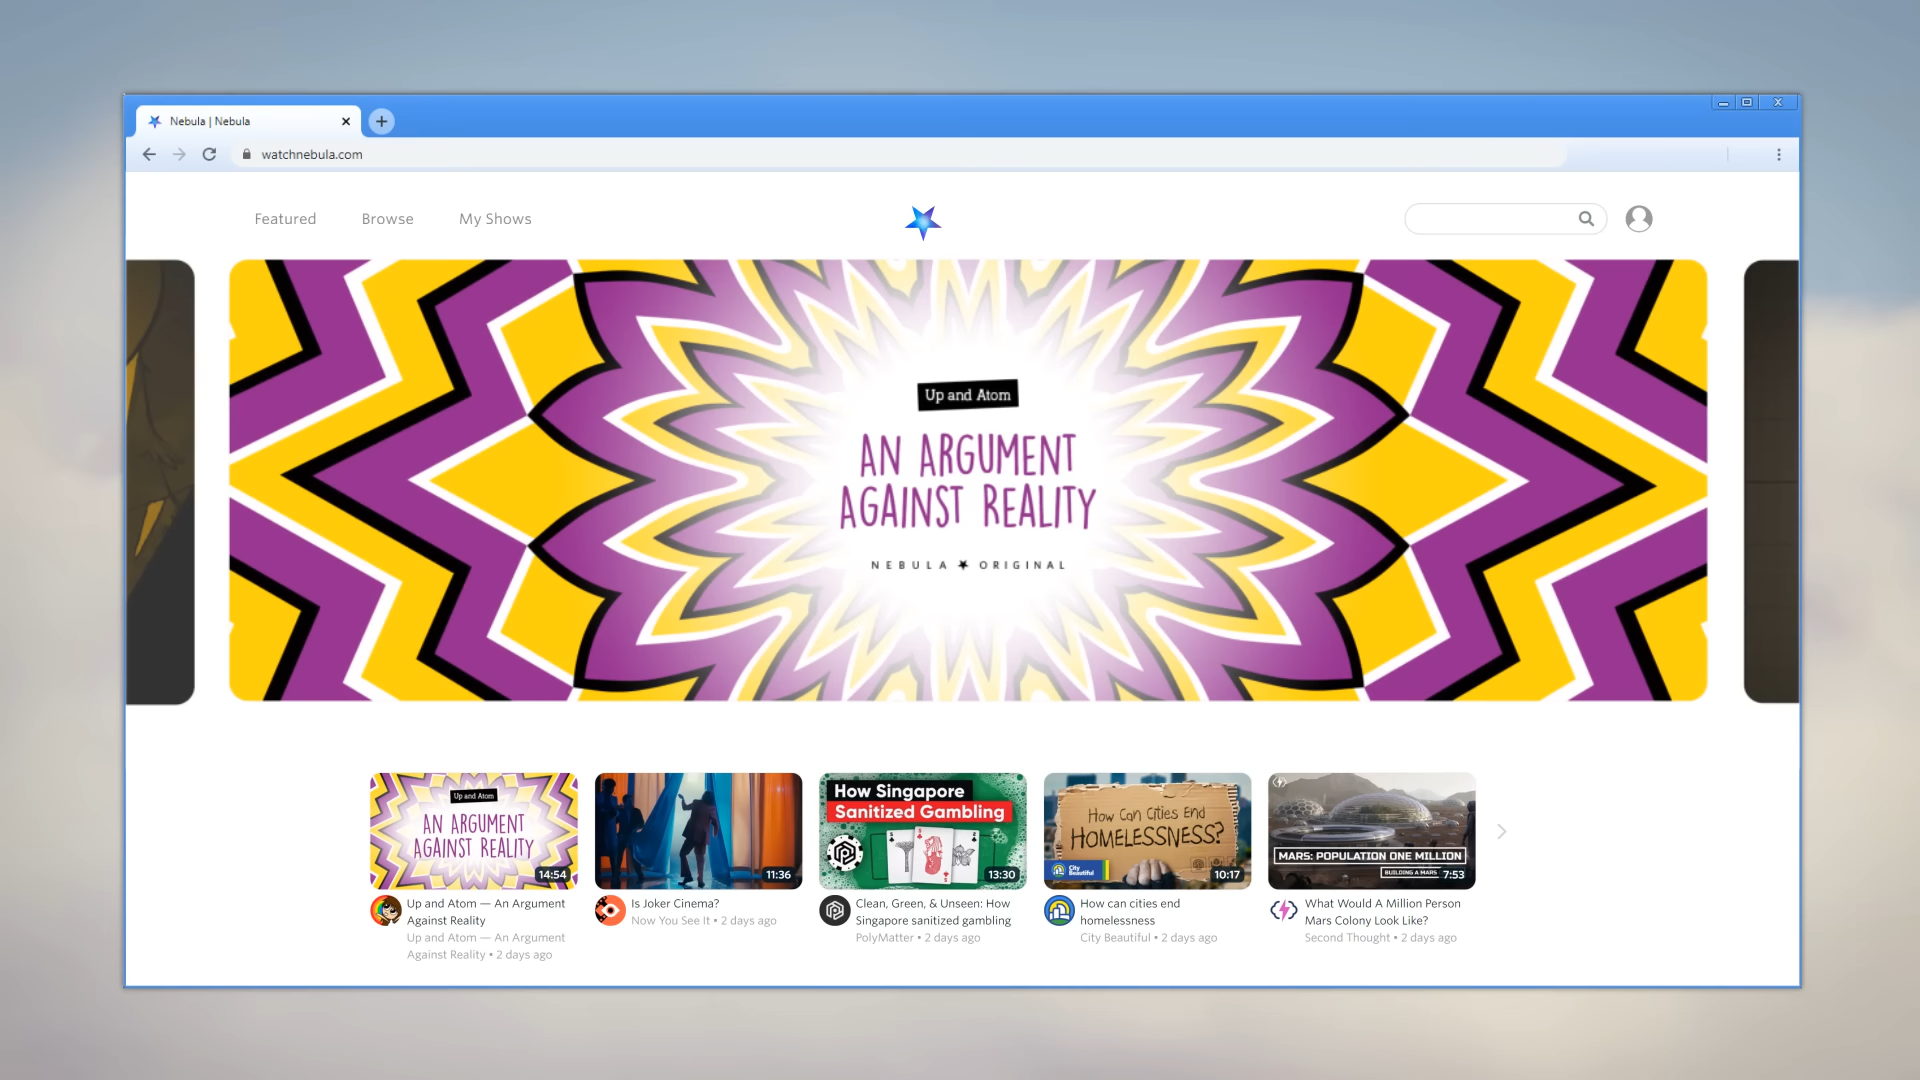 Nebula | Nebula
watchnebula.com
Featured Browse My Shows
Up and Atom
AN ARGUMENT
AGAINST REALITY
NEBULA ORIGINAL
Up and Atom
AN ARGUMENT
AGAINST REALITY
14:54
Up and Atom — An Argument
Against Reality
Up and Atom — An Argument
Against Reality • 2 days ago
11:36
Is Joker Cinema?
Now You See It • 2 days ago
How Singapore
Sanitized Gambling
13:30
Clean, Green, & Unseen: How
Singapore sanitized gambling
PolyMatter • 2 days ago
How Can Cities End
HOMELESSNESS?
City
Beautiful
10:17
How can cities end
homelessness
City Beautiful • 2 days ago
MARS: POPULATION ONE MILLION
BUILDING A MARS
7:53
What Would A Million Person
Mars Colony Look Like?
Second Thought • 2 days ago